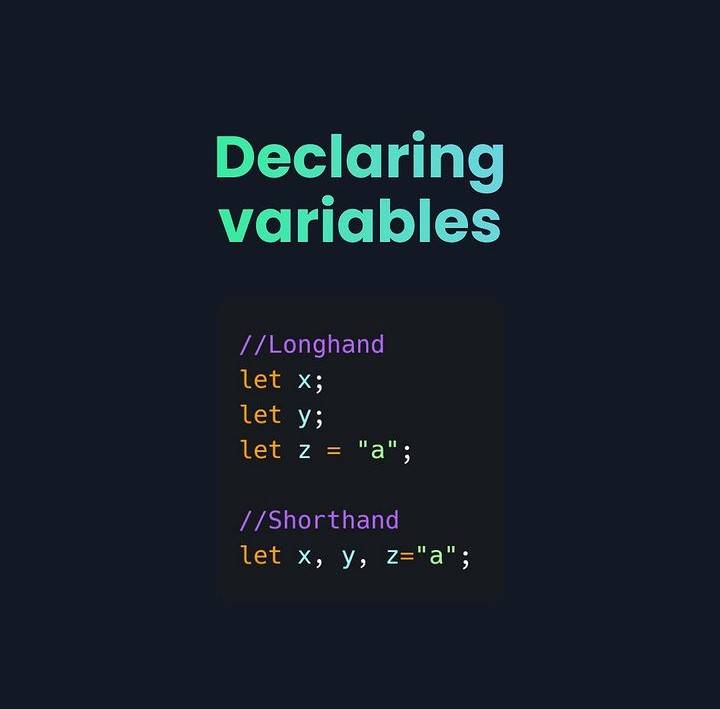 Declaring
variables
//Longhand
let x;
let y;
let z = "a";
//Shorthand
let x, y, z="a";